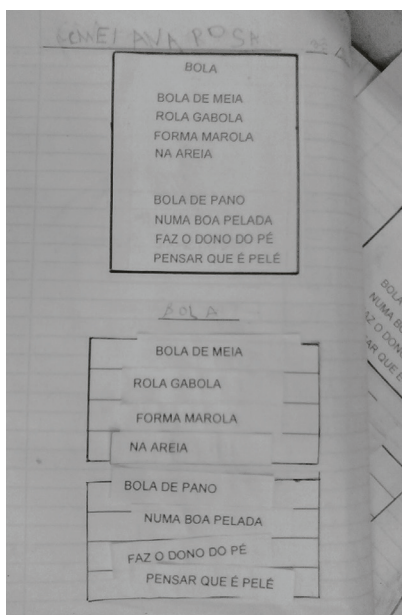 BOLA
BOLA DE MEIA
ROLA GABOLA
FORMA MAROLA
NA AREIA
BOLA DE PANO
NUMA BOA PELADA
FAZ O DONO DO PÉ
PENSAR QUE É PELÉ
BOLA
BOLA DE MEIA
ROLA GABOLA
FORMA MAROLA
NA AREIA
BOLA DE PANO
NUMA BOA PELADA
FAZ O DONO DO PÉ
PENSAR QUE É PELÉ